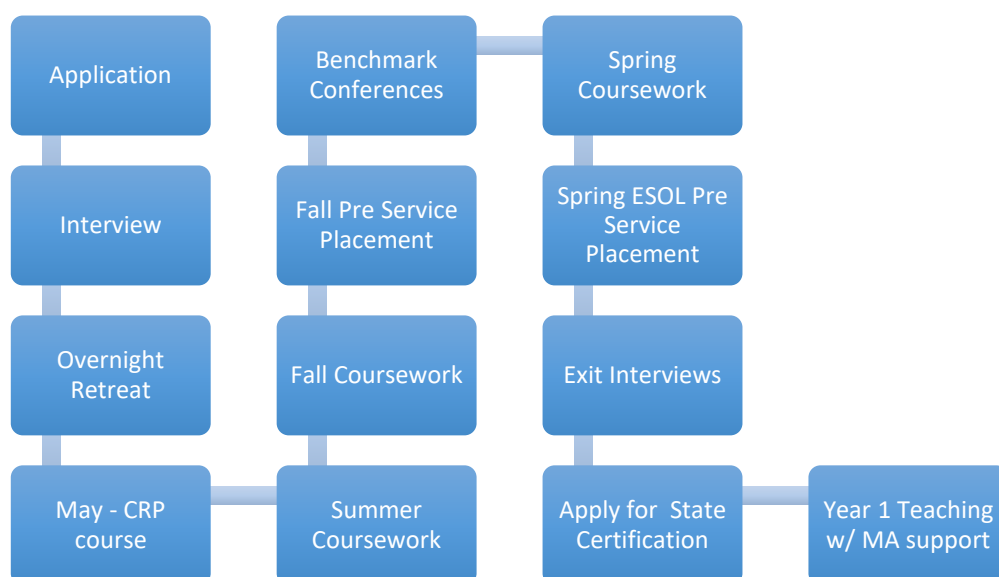 Application
Interview
Overnight
Retreat
May - CRP
course
Summer
Coursework
Fall Coursework
Fall Pre Service
Placement
Benchmark
Conferences
Spring
Coursework
Spring ESOL Pre
Service
Placement
Exit Interviews
Apply for State
Certification
Year 1 Teaching
w/ MA support